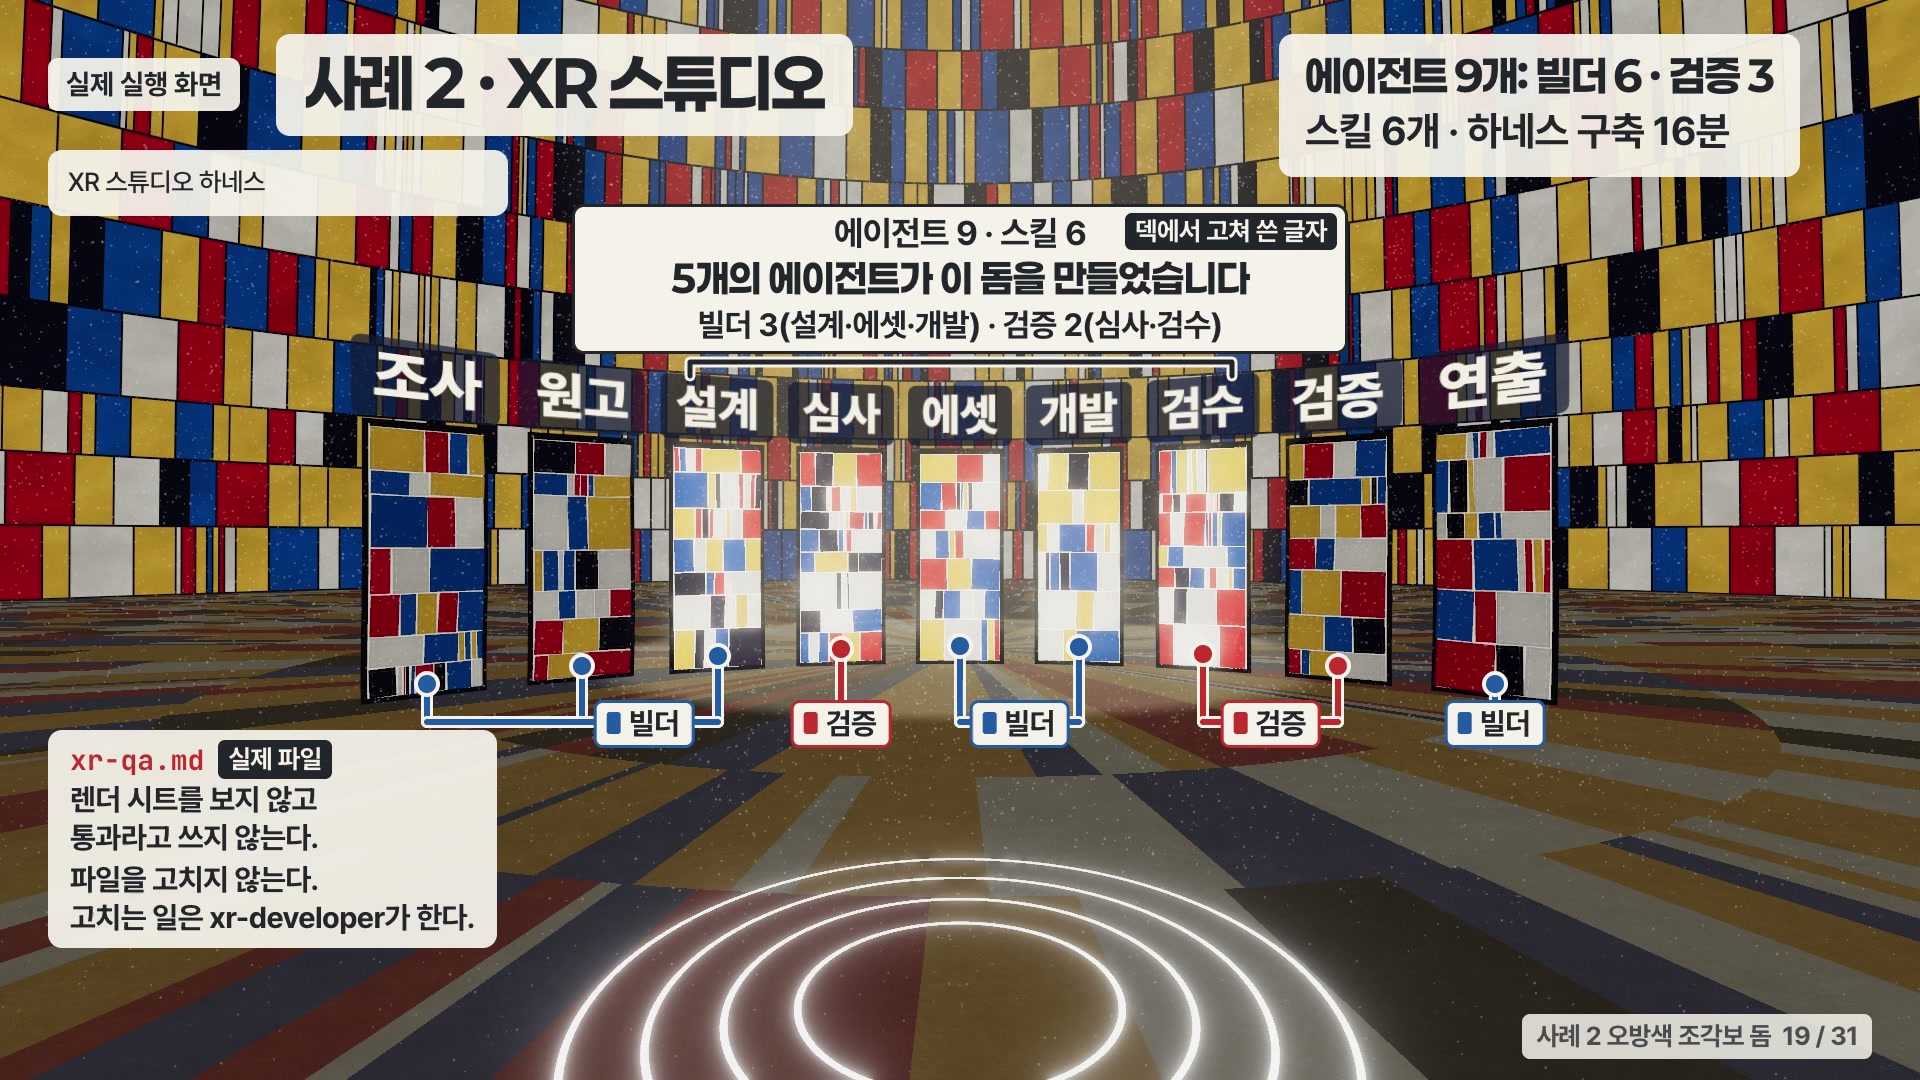 실제 실행 화면
사례 2 · XR 스튜디오
에이전트 9개: 빌더 6 · 검증 3
스킬 6개 · 하네스 구축 16분
XR 스튜디오 하네스
에이전트 9 · 스킬 6
덱에서 고쳐 쓴 글자
5개의 에이전트가 이 돔을 만들었습니다
빌더 3(설계·에셋·개발) · 검증 2(심사·검수)
조사
원고
설계
심사
에셋
개발
검수
검증
연출
빌더
검증
빌더
검증
빌더
xr-qa.md 실제 파일
렌더 시트를 보지 않고
통과라고 쓰지 않는다.
파일을 고치지 않는다.
고치는 일은 xr-developer가 한다.
사례 2 오방색 조각보 돔 19 / 31